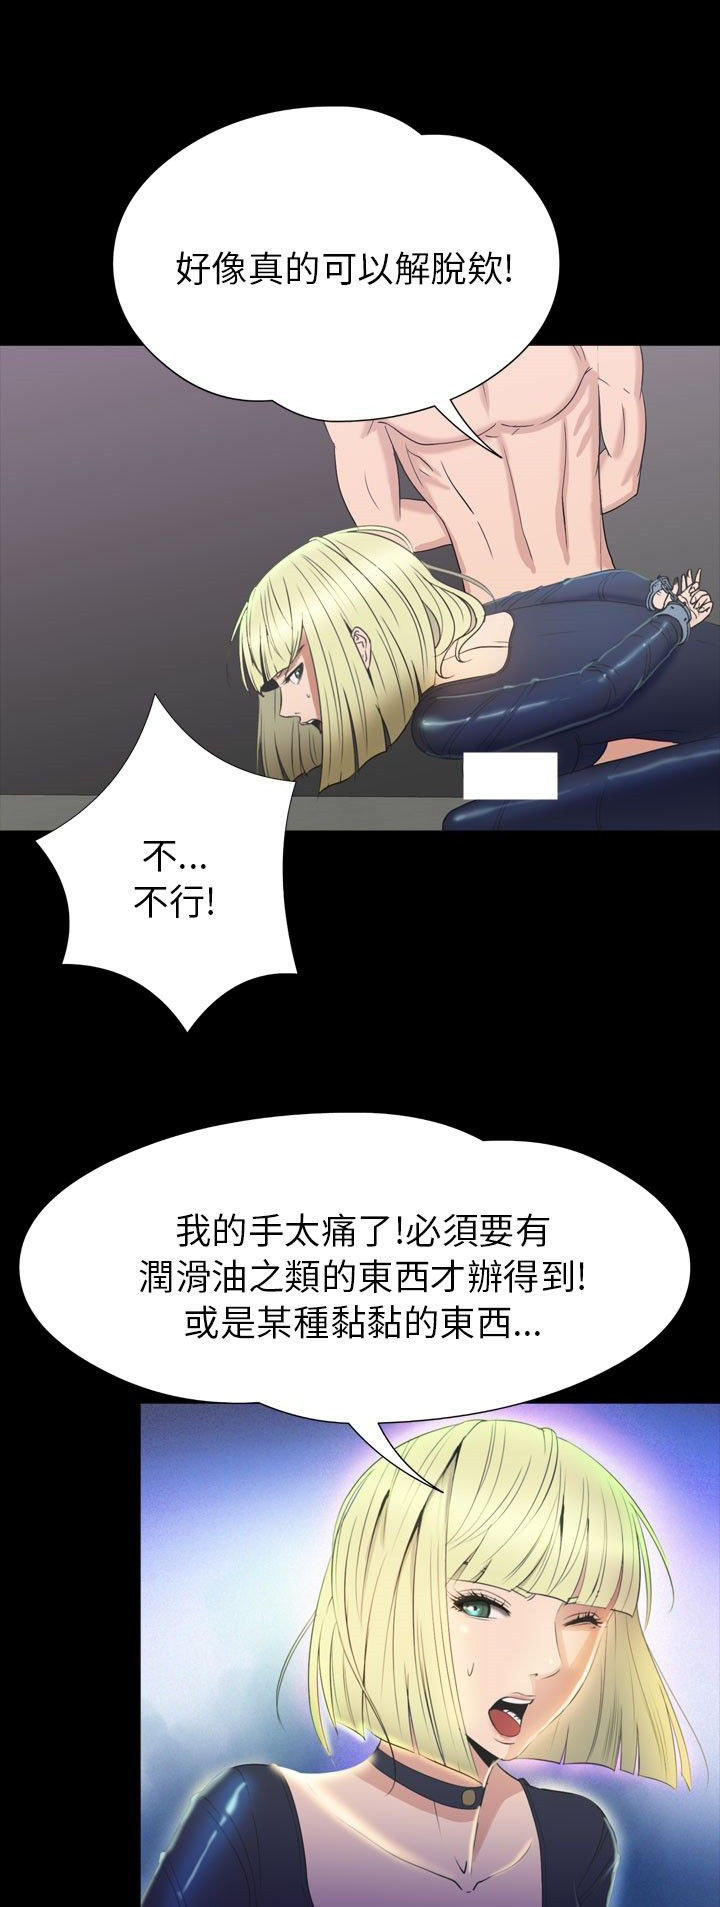 好像真的可以解脫欸!
不…
不行!
我的手太痛了!必須要有
潤滑油之類的東西才辦得到!
或是某種黏黏的東西…